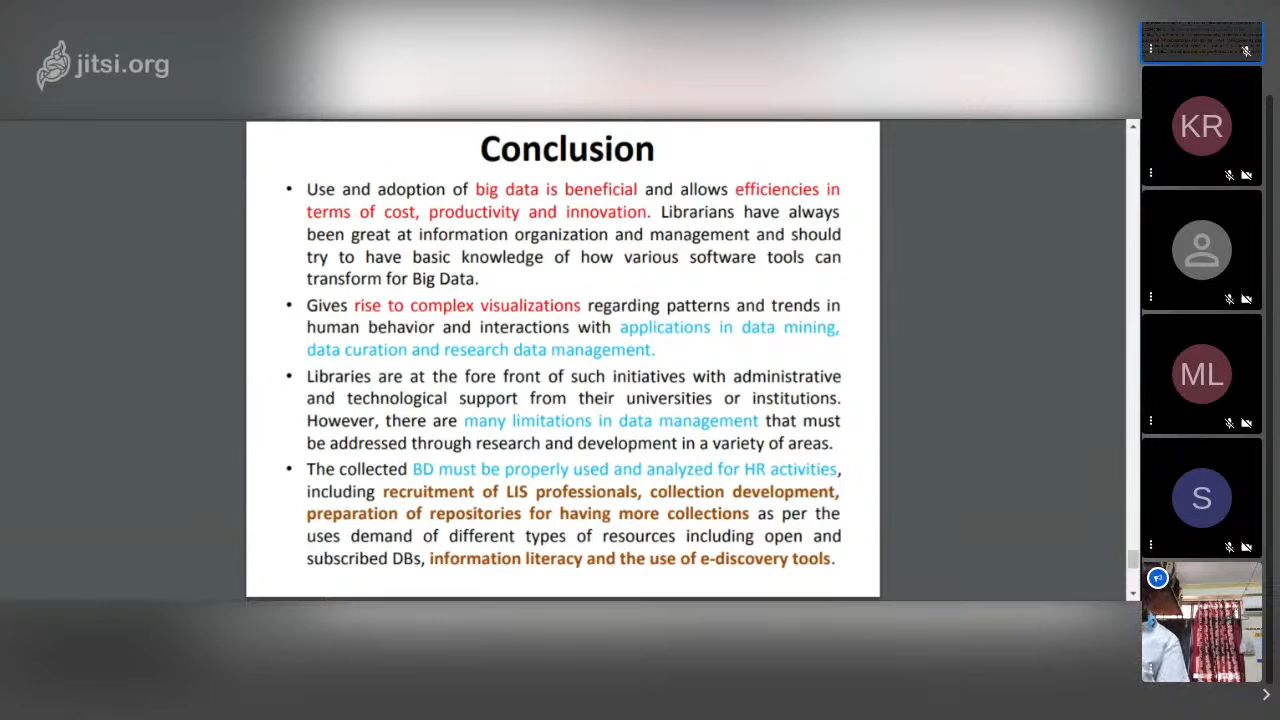 jitsi.org
Conclusion
• Use and adoption of big data is beneficial and allows efficiencies in
terms of cost, productivity and innovation. Librarians have always
been great at information organization and management and should
try to have basic knowledge of how various software tools can
transform for Big Data.
• Gives rise to complex visualizations regarding patterns and trends in
human behavior and interactions with applications in data mining,
data curation and research data management.
• Libraries are at the fore front of such initiatives with administrative
and technological support from their universities or institutions.
However, there are many limitations in data management that must
be addressed through research and development in a variety of areas.
• The collected BD must be properly used and analyzed for HR activities,
including recruitment of LIS professionals, collection development,
preparation of repositories for having more collections as per the
uses demand of different types of resources including open and
subscribed DBs, information literacy and the use of e-discovery tools.
KR
ML
S